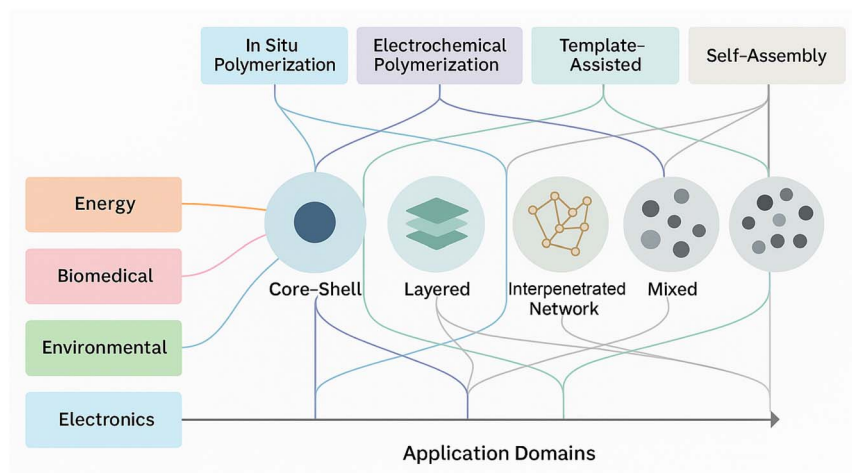 In Situ
Polymerization
Electrochemical
Polymerization
Template–
Assisted
Self–Assembly
Energy
Biomedical
Environmental
Electronics
Core–Shell
Layered
Interpenetrated
Network
Mixed
Application Domains